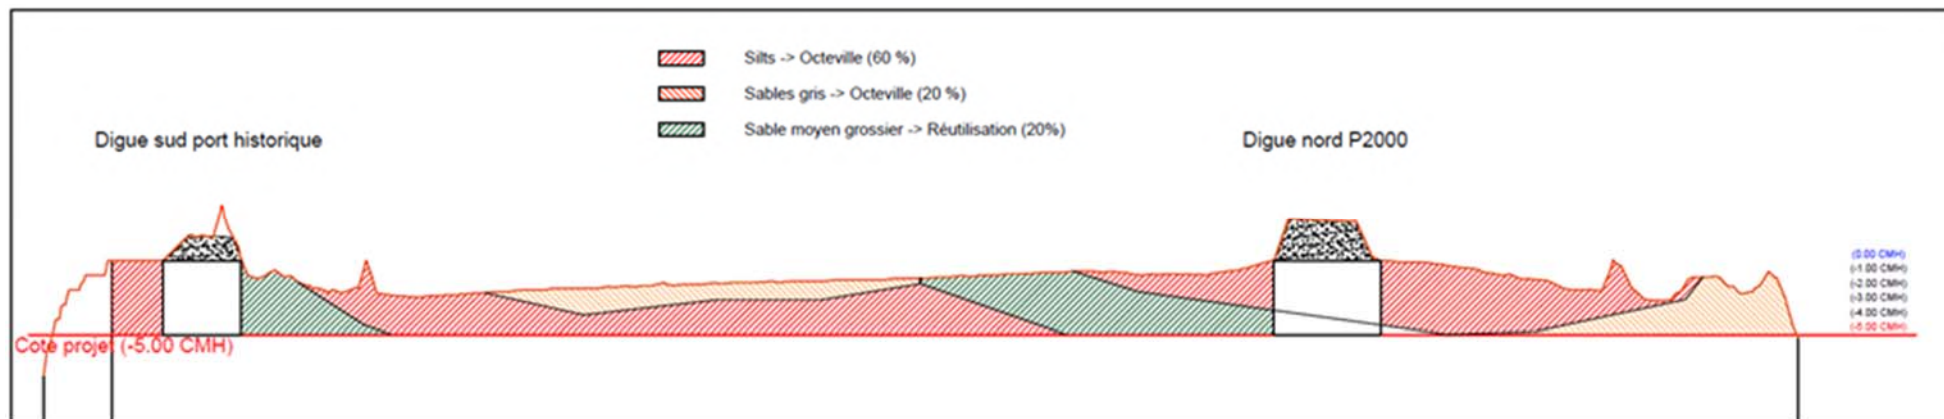 Silts -> Octeville (60 %)
Sables gris -> Octeville (20 %)
Sable moyen grossier -> Réutilisation (20%)
Digue sud port historique
Digue nord P2000
(0.00 CMH)
(-1.00 CMH)
(-2.00 CMH)
(-3.00 CMH)
(-4.00 CMH)
(-5.00 CMH)
Cote projet (-5.00 CMH)